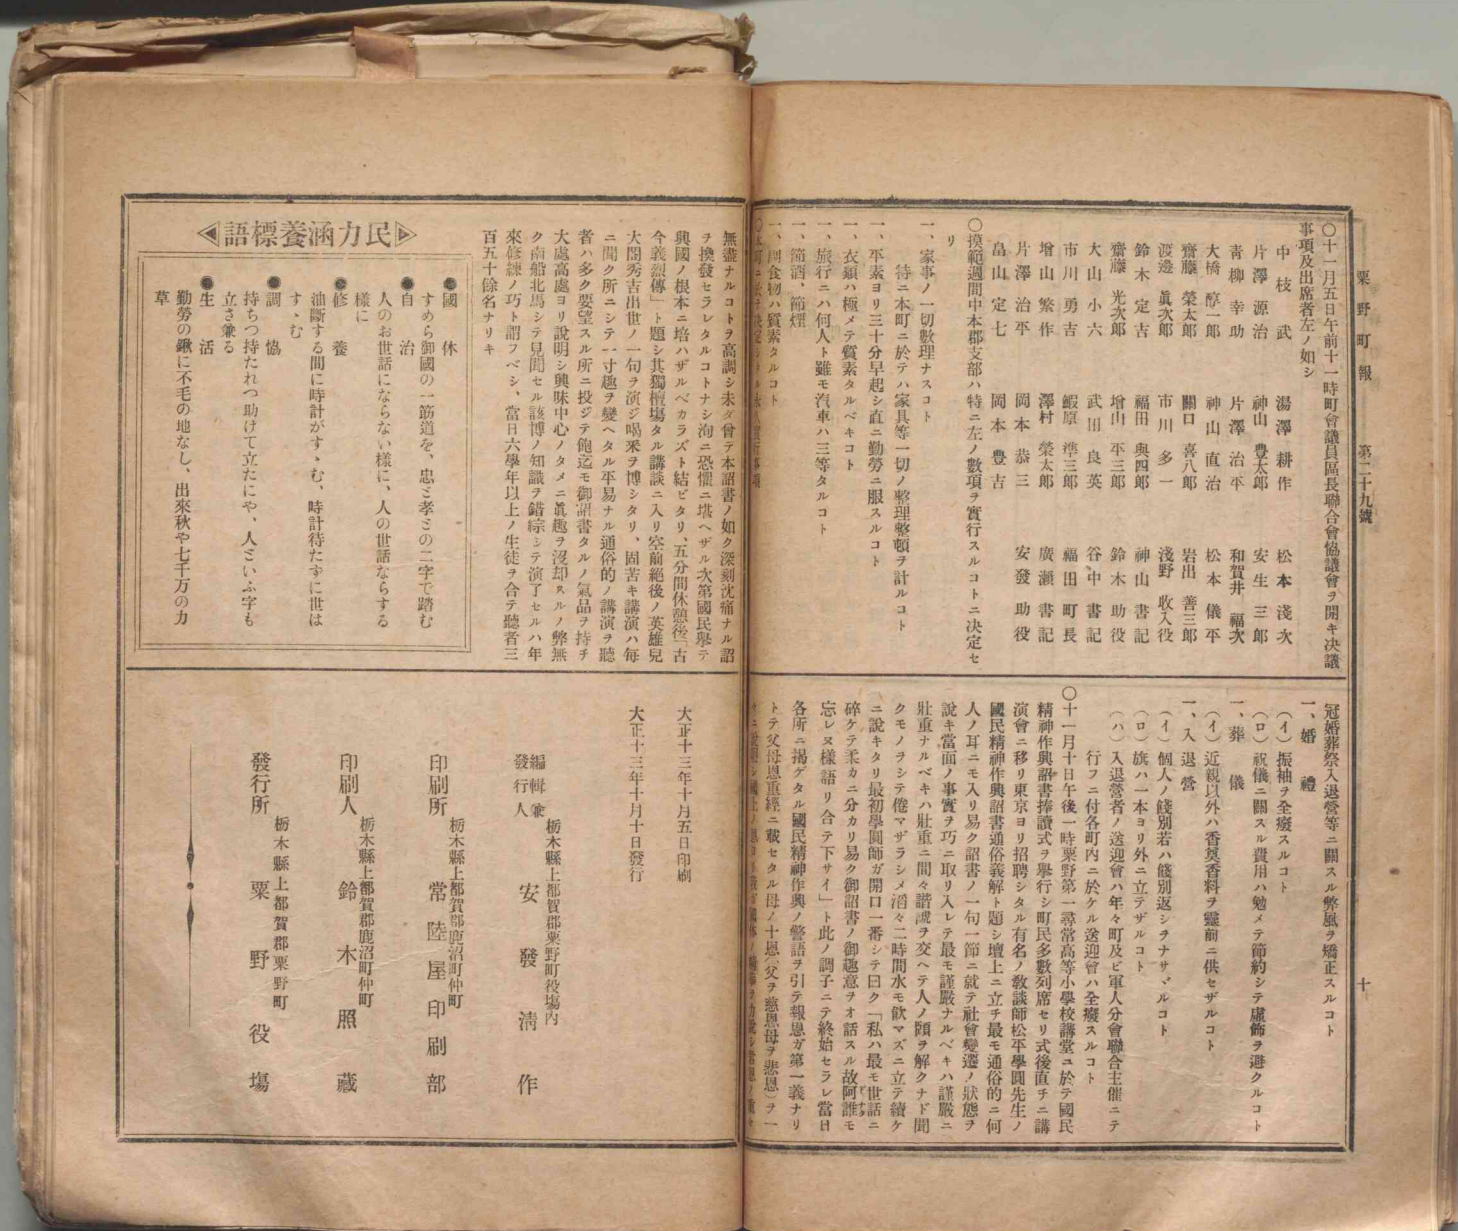 粟野町報 第二十九號 十
〇十一月五日午前十一時町會議員區長聯合會協議會ヲ開キ決議
事項及出席者左ノ如シ
中枝武 湯澤耕作 松本淺次
片澤源治 神山豊太郎 安生三郎
靑柳幸助 片澤治平 和賀井福次
大橋醇一郎 神山直治 松本儀平
齋藤榮太郎 關口喜八郎 岩出善三郎
渡邊眞次郎 市川多一 淺野收入役
鈴木定吉 福田與四郎 神山書記
齋藤光次郎 增山平三郎 鈴木助役
大山小六 武田良英 谷中書記
市川勇吉 蝦原準三郎 福田町長
增山繁作 澤村榮太郎 廣瀬書記
片澤治平 岡本恭三 安發助役
畠山定七 岡本豊吉
〇摸範週間中本郡支部ハ特ニ左ノ數項ヲ實行スルコトニ決定セ
リ
一、家事ノ一切數理ナスコト
特ニ本町ニ於テハ家具等一切ノ整理整頓ヲ計ルコト
一、平素ヨリ三十分早起シ直ニ勤勞ニ服スルコト
一、衣類ハ極メテ質素タルベキコト
一、旅行ニハ何人ト雖モ汽車ハ三等タルコト
一、節酒、節煙
一、副食物ハ質素タルコト
冠婚葬祭入退營等ニ關スル弊風ヲ矯正スルコト
一、婚禮
（イ）振袖ヲ全癈スルコト
（ロ）祝儀ニ關スル費用ハ勉メテ節約シテ虛飾ヲ避クルコト
一、葬儀
（イ）近親以外ハ香奠香料ヲ靈前ニ供セザルコト
一、入退營
（イ）個人ノ餞別若ハ餞別返シヲナサヾルコト
（ロ）旗ハ一本ヨリ外ニ立テザルコト
（ハ）入退營者ノ送迎會ハ年々町及ビ軍人分會聯合主催ニテ
行フニ付各町內ニ於ケル送迎會ハ全癈スルコト
〇十一月十日午後一時粟野第一尋常高等小學校講堂ニ於テ國民
精神作興詔書捧讀式ヲ擧行シ町民多數列席セリ式後直チニ講
演會ニ移リ東京ヨリ招聘シタル有名ノ敎談師松平學圓先生ノ
國民精神作興詔書通俗義解ト題シ壇上ニ立チ最モ通俗的ニ何
人ノ耳ニモ入リ易ク詔書ノ一句一節ニ就テ社會變遷ノ狀態ヲ
說キ當面ノ事實ヲ巧ニ取リ入レテ最モ謹嚴ナルベキハ謹嚴ニ
壯重ナルベキハ壯重ニ間々諧謔ヲ交ヘテ人ノ頤ヲ解クナド聞
クモノヲシテ倦マザラシメ滔々二時間水モ飮マズニ立テ續ケ
ニ說キタリ最初學圓師ガ開口一番シテ曰ク「私ハ最モ世話ニ
碎ケテ柔カニ分カリ易ク御詔書ノ御趣意ヲオ話スル故阿誰モ
忘レヌ樣語リ合テ下サイ」ト此ノ調子ニテ終始セラレ當日
各所ニ揭ゲタル國民精神作興ノ警語ヲ引テ報恩ガ第一義ナリ
トテ父母恩重經ニ載セタル母ノ十恩（父ヲ慈恩母ヲ悲恩）ヲ一
無盡ナルコトヲ高調シ未ダ曾テ本詔書ノ如ク深刻沈痛ナル詔
ヲ換發セラレタルコトナシ洵ニ恐懼ニ堪ヘザル次第國民擧テ
興國ノ根本ニ培ハザルベカラズト結ビタリ、五分間休憩後「古
今義烈傳」ト題シ其獨檀塲タル講談ニ入リ空前絕後ノ英雄兒
大閤秀吉出世ノ一句ヲ演ジ喝釆ヲ博シタリ、固苦キ講演ハ每
ニ聞ク所ニシテ一寸趣ヲ變ヘタル平易ナル通俗的ノ講演ヲ聽
者ハ多ク要望スル所ニ投ジテ飽迄モ御詔書タルノ氣品ヲ持チ
大處高處ヨリ說明シ興味中心ノタメニ眞趣ヲ沒却スルノ弊無
ク南船北馬シテ見聞セル該博ノ知識ヲ錯綜シテ演了セルハ年
來修練ノ巧ト謂フベシ、當日六學年以上ノ生徒ヲ合テ聽者三
百五十餘名ナリキ
民力涵養標語
●國休
すめら御國の一筋道を、忠と孝との二字で踏む
●自治
人のお世話にならない樣に、人の世話ならする
樣に
●修養
油斷する間に時計がすゝむ、時計待たずに世は
すゝむ
●調恊
持ちつ持たれつ助けて立たにや、人といふ字も
立さ兼る
●生活
勤勞の鍬に不毛の地なし、出來秋や七千万の力
草
大正十三年十月五日印刷
大正十三年十月十日發行
編輯兼
發行人
栃木縣上都賀郡粟野町役塲內
安發淸作
印刷所
栃木縣上都賀郡鹿沼町仲町
常陸屋印刷部
印刷人
栃木縣上都賀郡鹿沼町仲町
鈴木照藏
發行所
栃木縣上都賀郡粟野町
粟野役塲